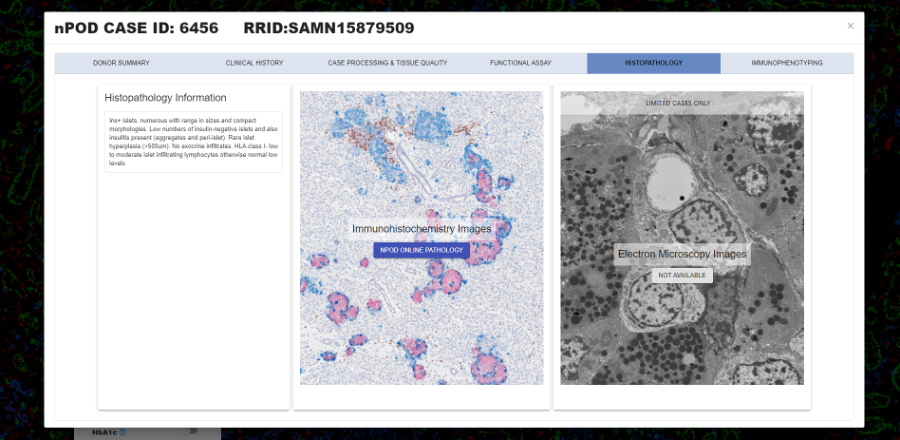 nPOD CASE ID: 6456 RRID:SAMN15879509
×
DONOR SUMMARY CLINICAL HISTORY CASE PROCESSING & TISSUE QUALITY FUNCTIONAL ASSAY HISTOPATHOLOGY IMMUNOPHENOTYPING
Histopathology Information
Ins+ islets, numerous with range in sizes and compact
morphologies. Low numbers of insulin-negative islets and also
insulitis present (aggregates and peri-islet). Rare islet
hyperplasia (>500um). No exocrine infiltrates. HLA class I- low
to moderate islet infiltrating lymphocytes otherwise normal low
levels.
Immunohistochemistry Images
NPOD ONLINE PATHOLOGY
LIMITED CASES ONLY
Electron Microscopy Images
NOT AVAILABLE
HbA1c